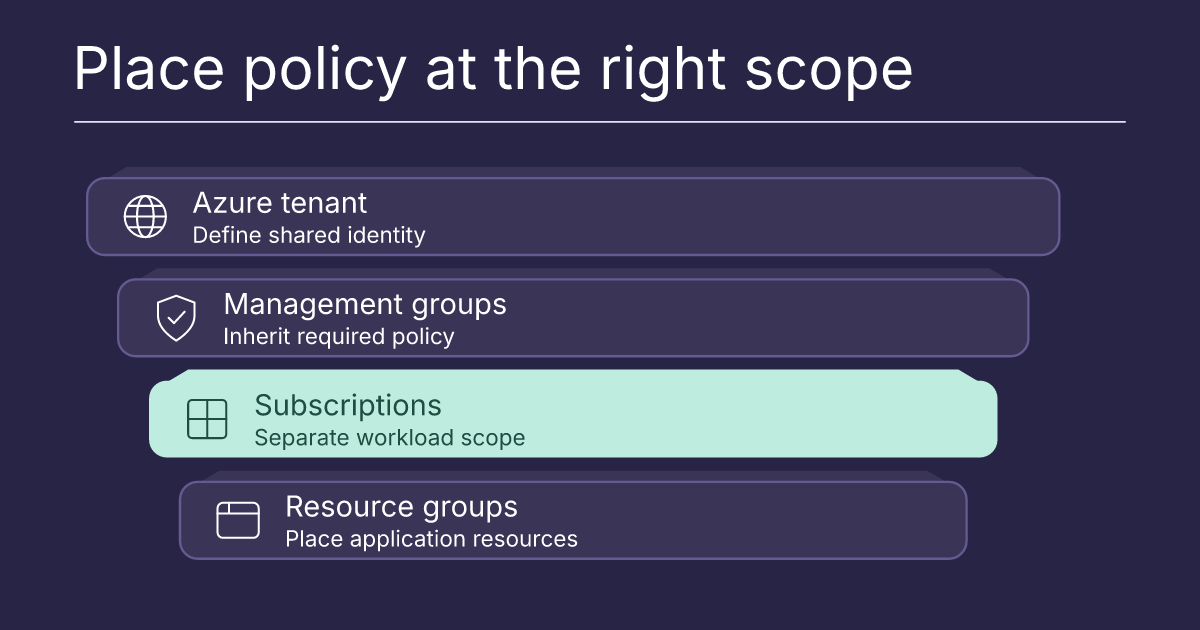 Place policy at the right scope
Azure tenant
Define shared identity
Management groups
Inherit required policy
Subscriptions
Separate workload scope
Resource groups
Place application resources